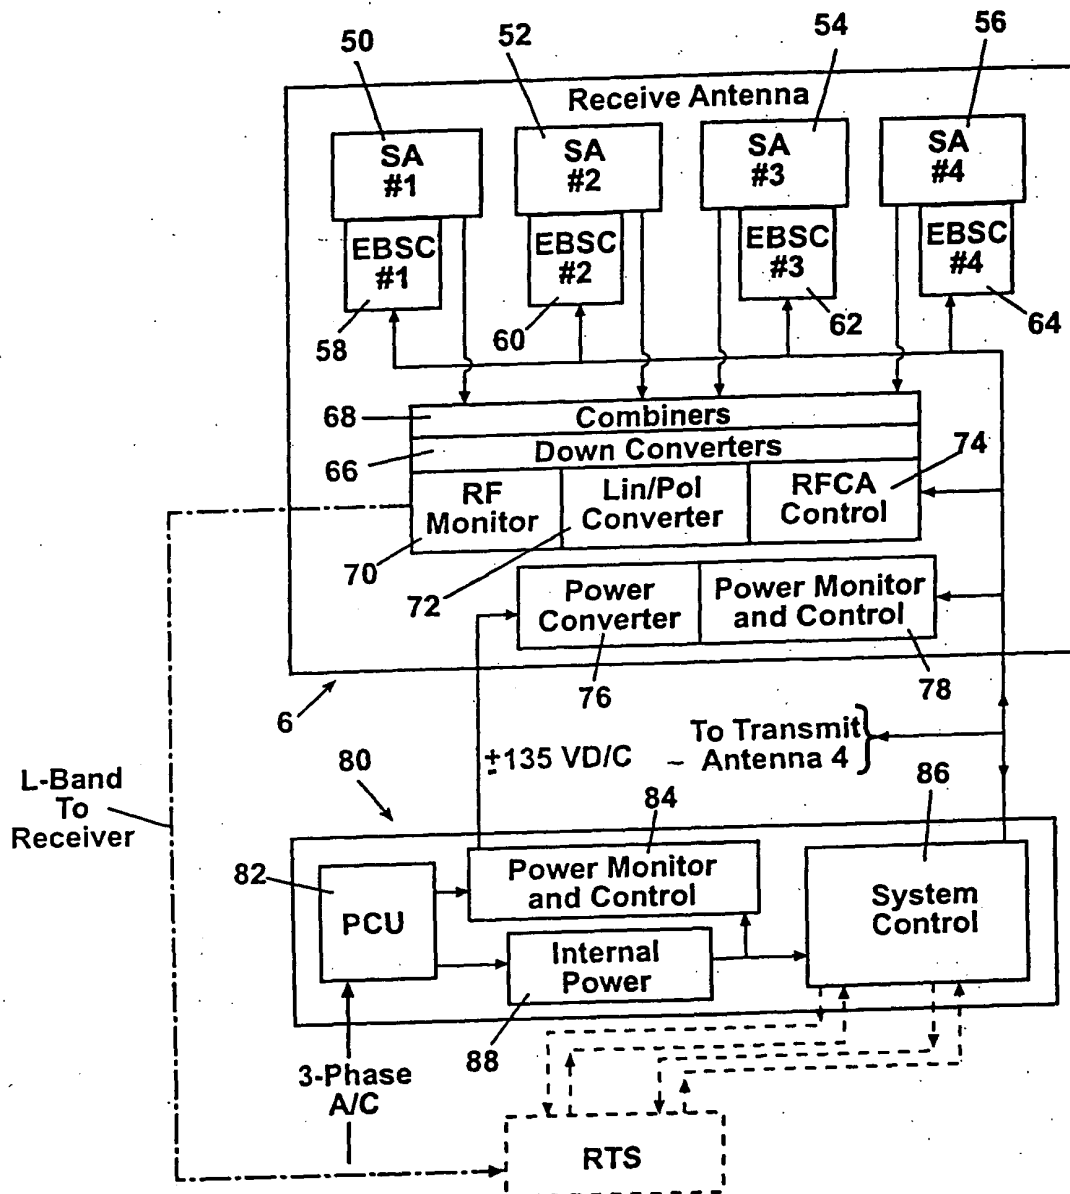 50
52
54
56
Receive Antenna
SA
#1
SA
#2
SA
#3
SA
#4
EBSC
#1
EBSC
#2
EBSC
#3
EBSC
#4
58
60
62
64
68
Combiners
66
Down Converters
74
RF
Monitor
Lin/Pol
Converter
RFCA
Control
70
72
Power
Converter
Power Monitor
and Control
76
78
6
±135 VD/C
To Transmit
Antenna 4
L-Band
To
Receiver
80
84
86
82
PCU
Power Monitor
and Control
System
Control
Internal
Power
88
3-Phase
A/C
RTS